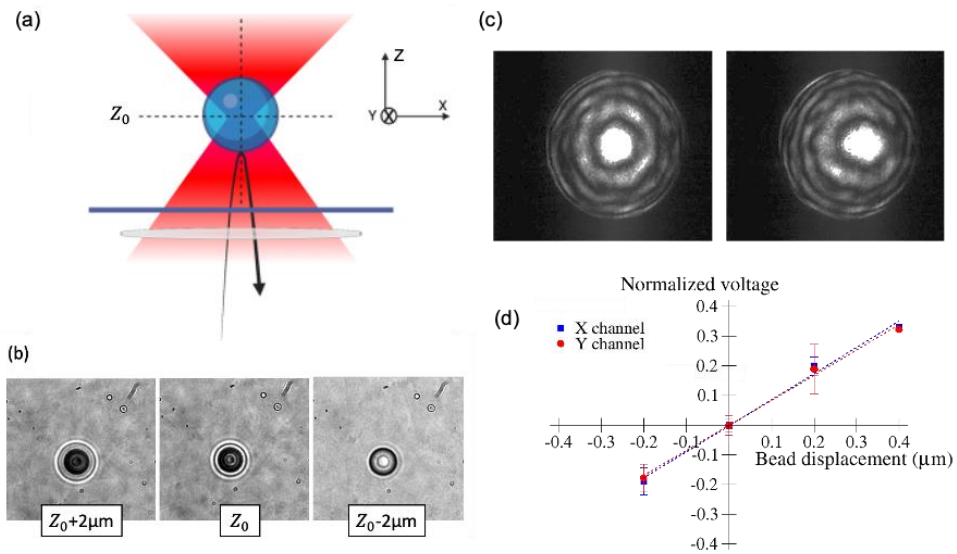 (a)
Z
Z₀
Y
X
(b)
Z₀+2μm
Z₀
Z₀-2μm
(c)
Normalized voltage
(d)
X channel
Y channel
0.4
0.3
0.2
0.1
-0.4 -0.3 -0.2 -0.1
0.1 0.2 0.3 0.4
Bead displacement (μm)
-0.1
-0.2
-0.3
-0.4